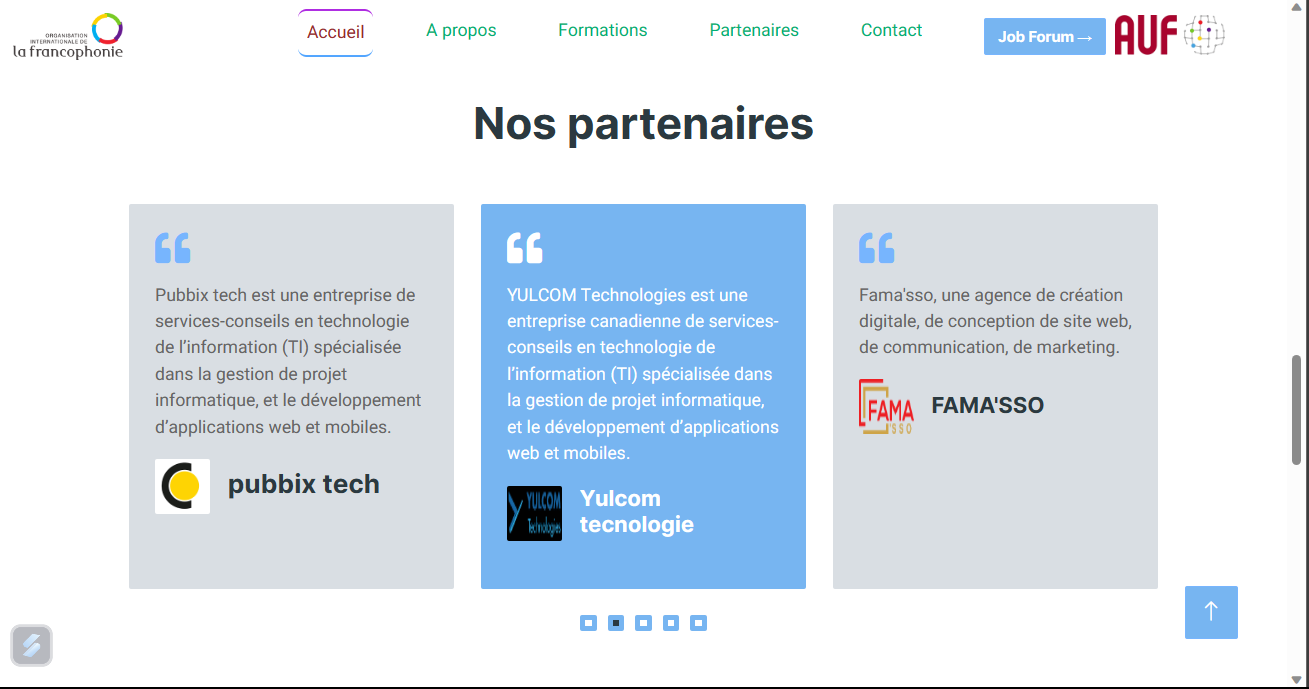 ORGANISATION
INTERNATIONALE DE
la francophonie
Accueil
A propos
Formations
Partenaires
Contact
Job Forum →
AUF
Nos partenaires
Pubbix tech est une entreprise de
services-conseils en technologie
de l’information (TI) spécialisée
dans la gestion de projet
informatique, et le développement
d’applications web et mobiles.
pubbix tech
YULCOM Technologies est une
entreprise canadienne de services-
conseils en technologie de
l’information (TI) spécialisée dans
la gestion de projet informatique,
et le développement d’applications
web et mobiles.
YULCOM
Technologies
Yulcom
tecnologie
Fama'sso, une agence de création
digitale, de conception de site web,
de communication, de marketing.
FAMA
'SSO
FAMA'SSO